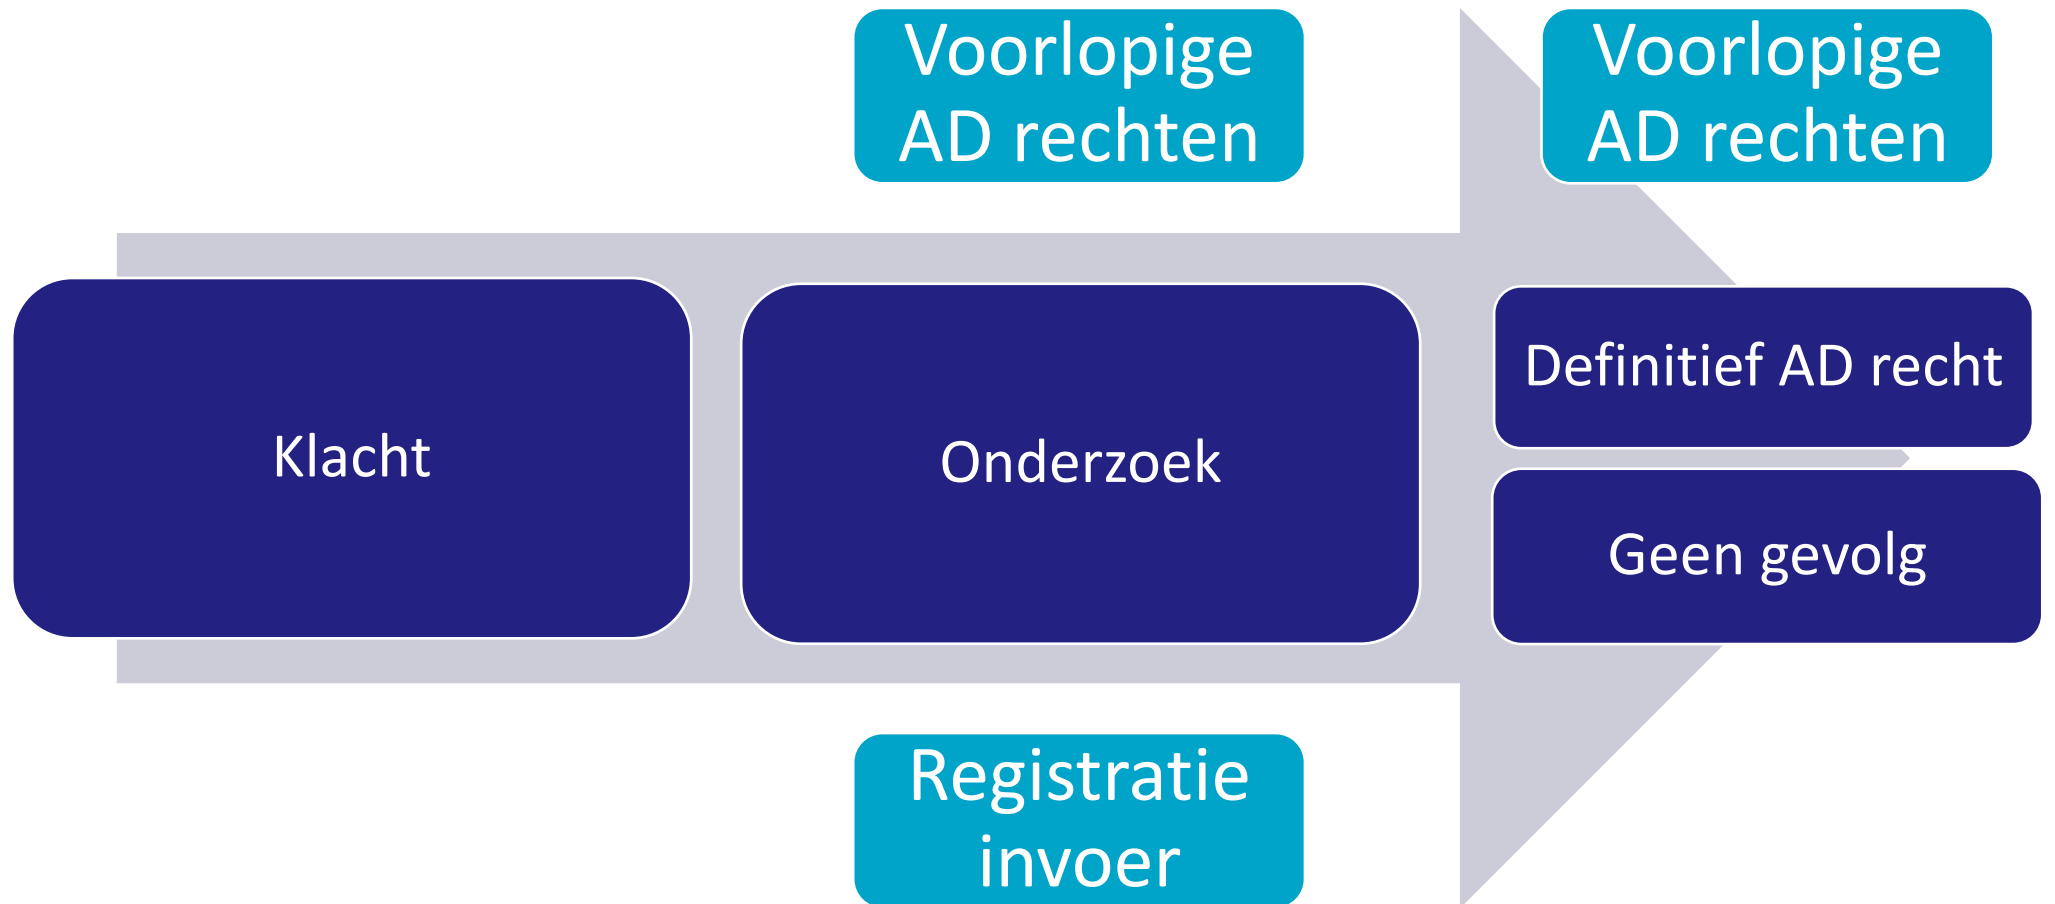 Voorlopige
AD rechten
Voorlopige
AD rechten
Klacht
Onderzoek
Definitief AD recht
Geen gevolg
Registratie
invoer